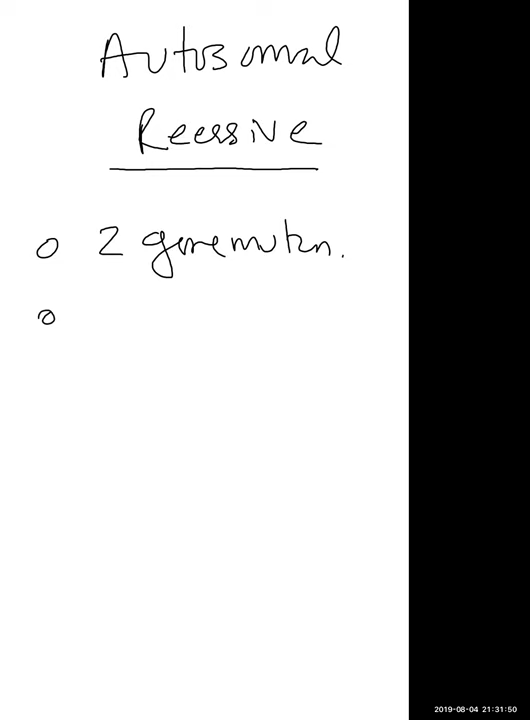 Autosomal
Recessive
o 2 gene mutn.
o
2019-08-04 21:31:50